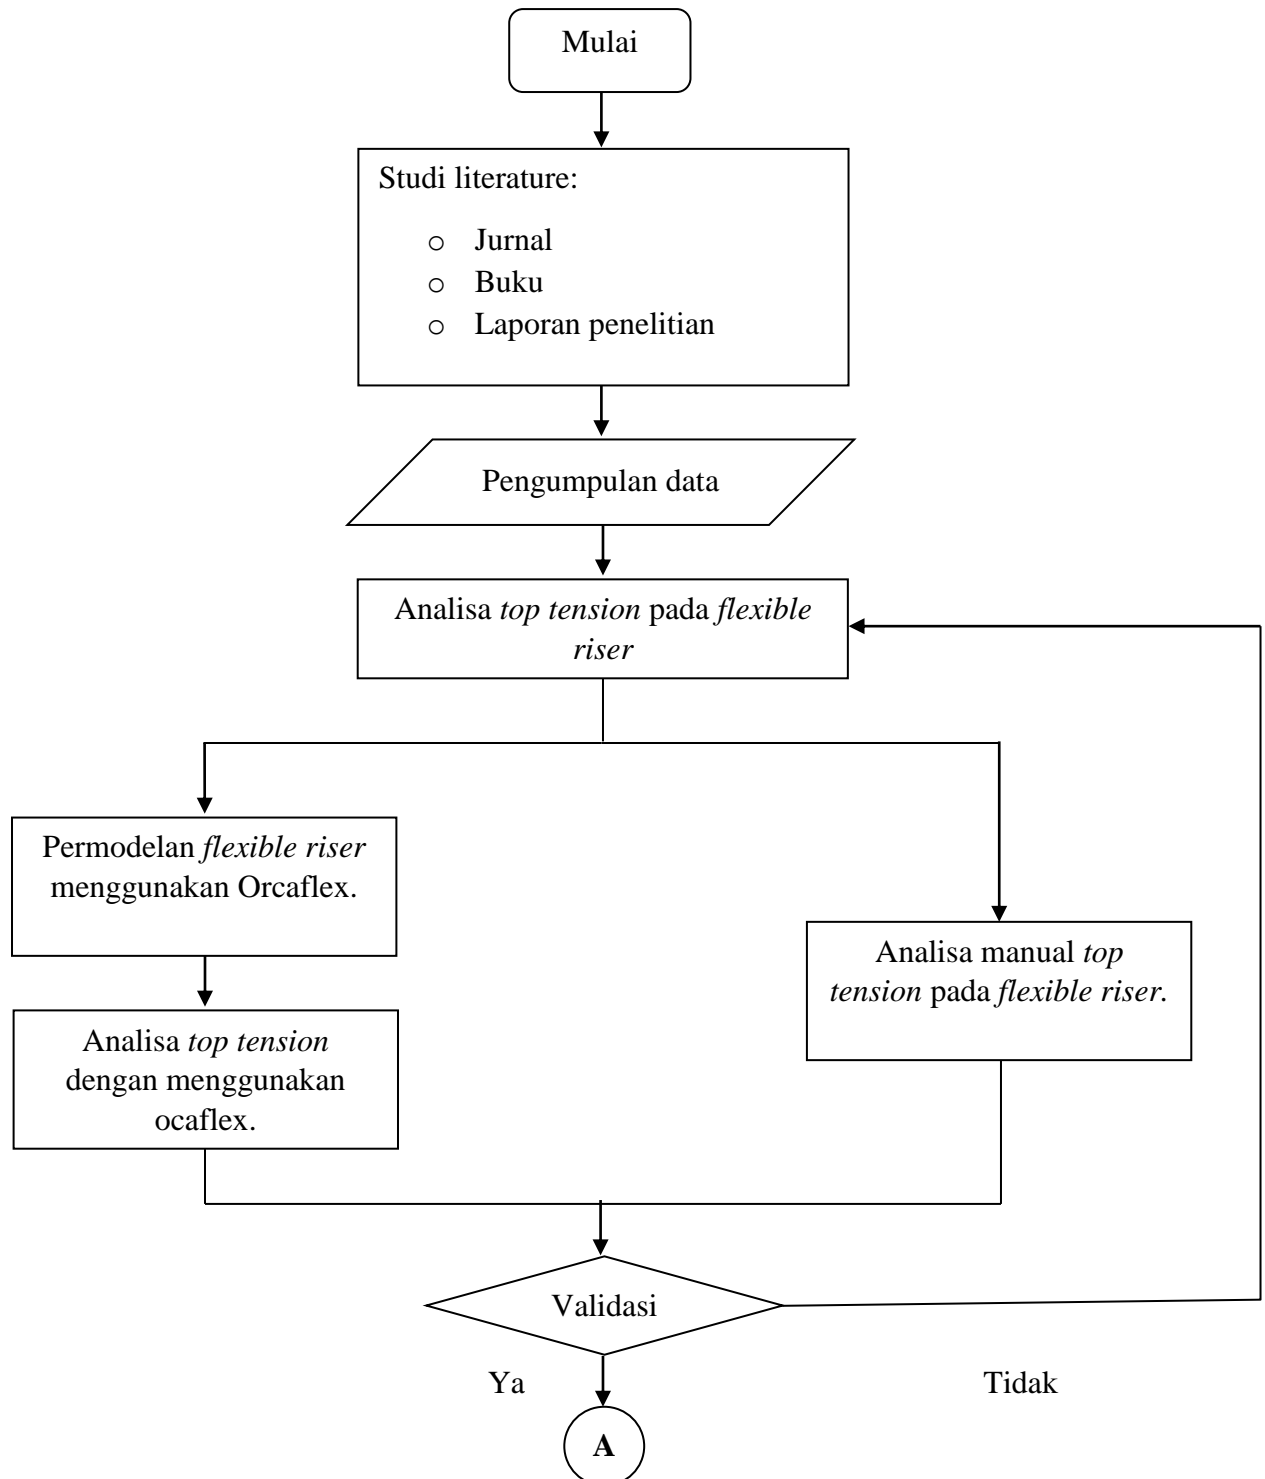 Mulai
Studi literature:
o Jurnal
o Buku
o Laporan penelitian
Pengumpulan data
Analisa top tension pada flexible
riser
Permodelan flexible riser
menggunakan Orcaflex.
Analisa manual top
tension pada flexible riser.
Analisa top tension
dengan menggunakan
ocaflex.
Validasi
Ya
Tidak
A